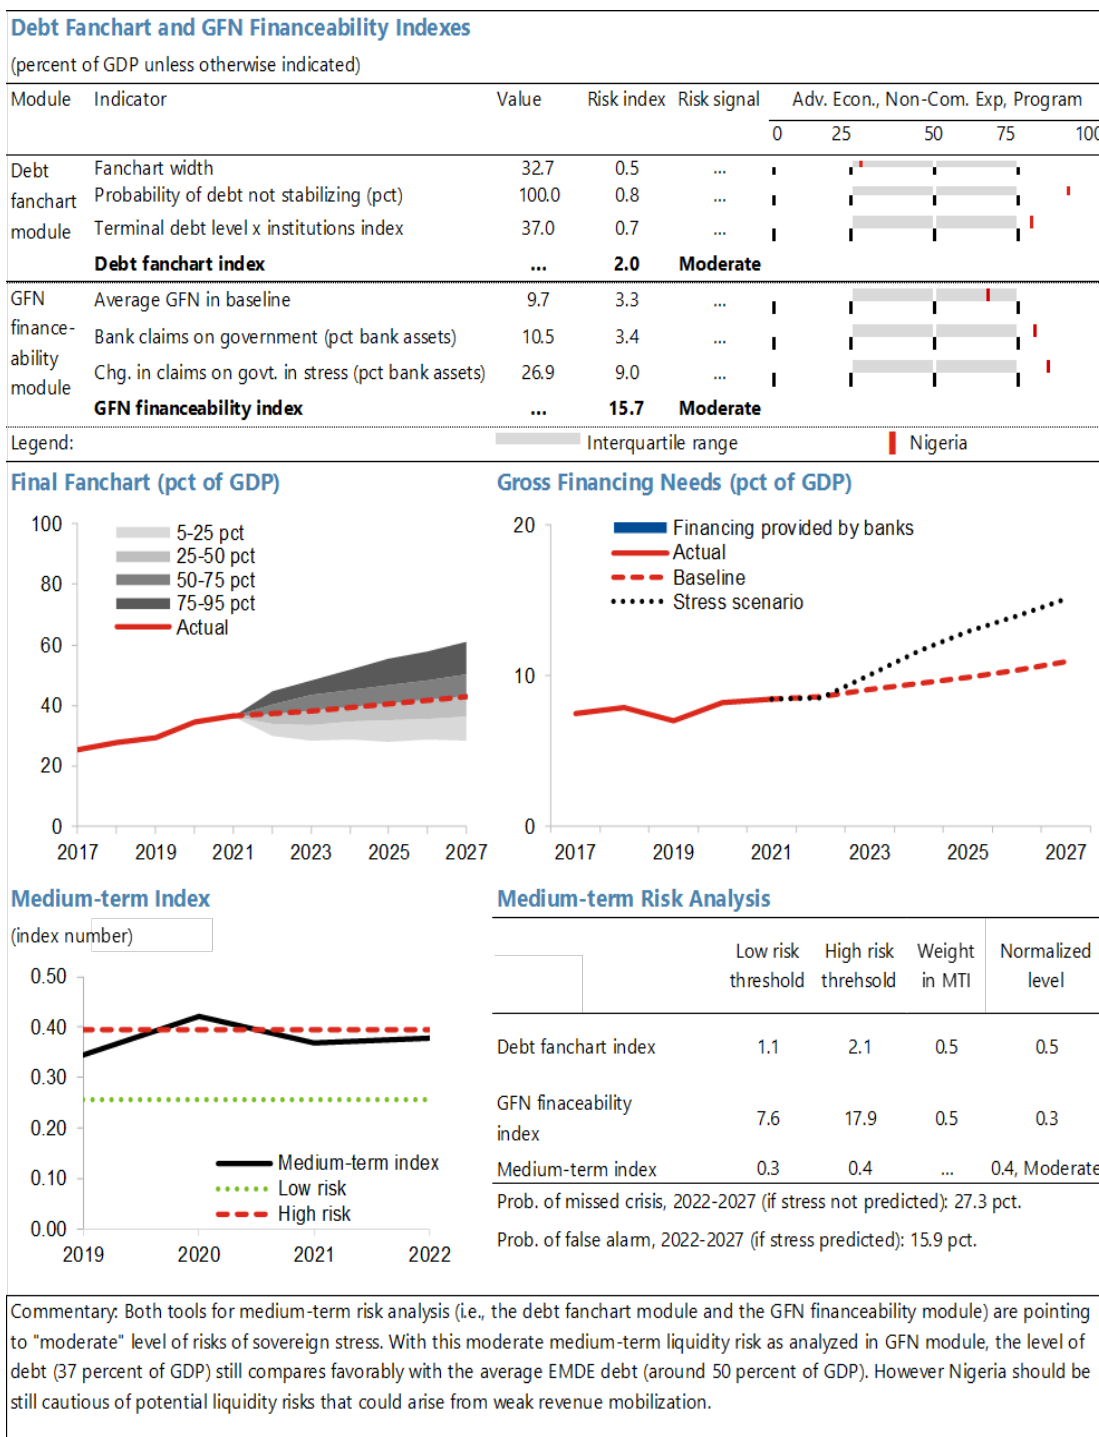 Debt Fanchart and GFN Financeability Indexes
(percent of GDP unless otherwise indicated)
Module Indicator Value Risk index Risk signal Adv. Econ., Non-Com. Exp, Program
0 25 50 75 100
Debt fanchart module
Fanchart width 32.7 0.5 ...
Probability of debt not stabilizing (pct) 100.0 0.8 ...
Terminal debt level x institutions index 37.0 0.7 ...
Debt fanchart index ... 2.0 Moderate
GFN finance-ability module
Average GFN in baseline 9.7 3.3 ...
Bank claims on government (pct bank assets) 10.5 3.4 ...
Chg. in claims on govt. in stress (pct bank assets) 26.9 9.0 ...
GFN financeability index ... 15.7 Moderate
Legend: Interquartile range Nigeria
Final Fanchart (pct of GDP)
100
80
60
40
20
0
5-25 pct
25-50 pct
50-75 pct
75-95 pct
Actual
2017 2019 2021 2023 2025 2027
Gross Financing Needs (pct of GDP)
20
10
0
Financing provided by banks
Actual
Baseline
Stress scenario
2017 2019 2021 2023 2025 2027
Medium-term Index
(index number)
0.50
0.40
0.30
0.20
0.10
0.00
Medium-term index
Low risk
High risk
2019 2020 2021 2022
Medium-term Risk Analysis
Low risk threshold High risk threhsold Weight in MTI Normalized level
Debt fanchart index 1.1 2.1 0.5 0.5
GFN finaceability index 7.6 17.9 0.5 0.3
Medium-term index 0.3 0.4 ... 0.4, Moderate
Prob. of missed crisis, 2022-2027 (if stress not predicted): 27.3 pct.
Prob. of false alarm, 2022-2027 (if stress predicted): 15.9 pct.
Commentary: Both tools for medium-term risk analysis (i.e., the debt fanchart module and the GFN financeability module) are pointing
to "moderate" level of risks of sovereign stress. With this moderate medium-term liquidity risk as analyzed in GFN module, the level of
debt (37 percent of GDP) still compares favorably with the average EMDE debt (around 50 percent of GDP). However Nigeria should be
still cautious of potential liquidity risks that could arise from weak revenue mobilization.